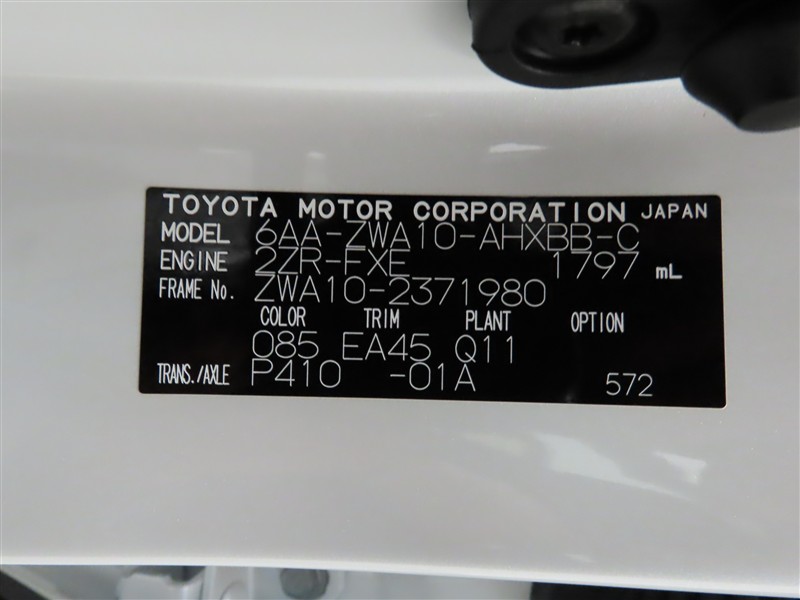 TOYOTA MOTOR CORPORATION JAPAN
MODEL 6AA-ZWA10-AHXBB-C
ENGINE 2ZR-FXE 1797 mL
FRAME No. ZWA10-2371980
COLOR TRIM PLANT OPTION
085 EA45 Q11
TRANS./AXLE P410 -01A 572